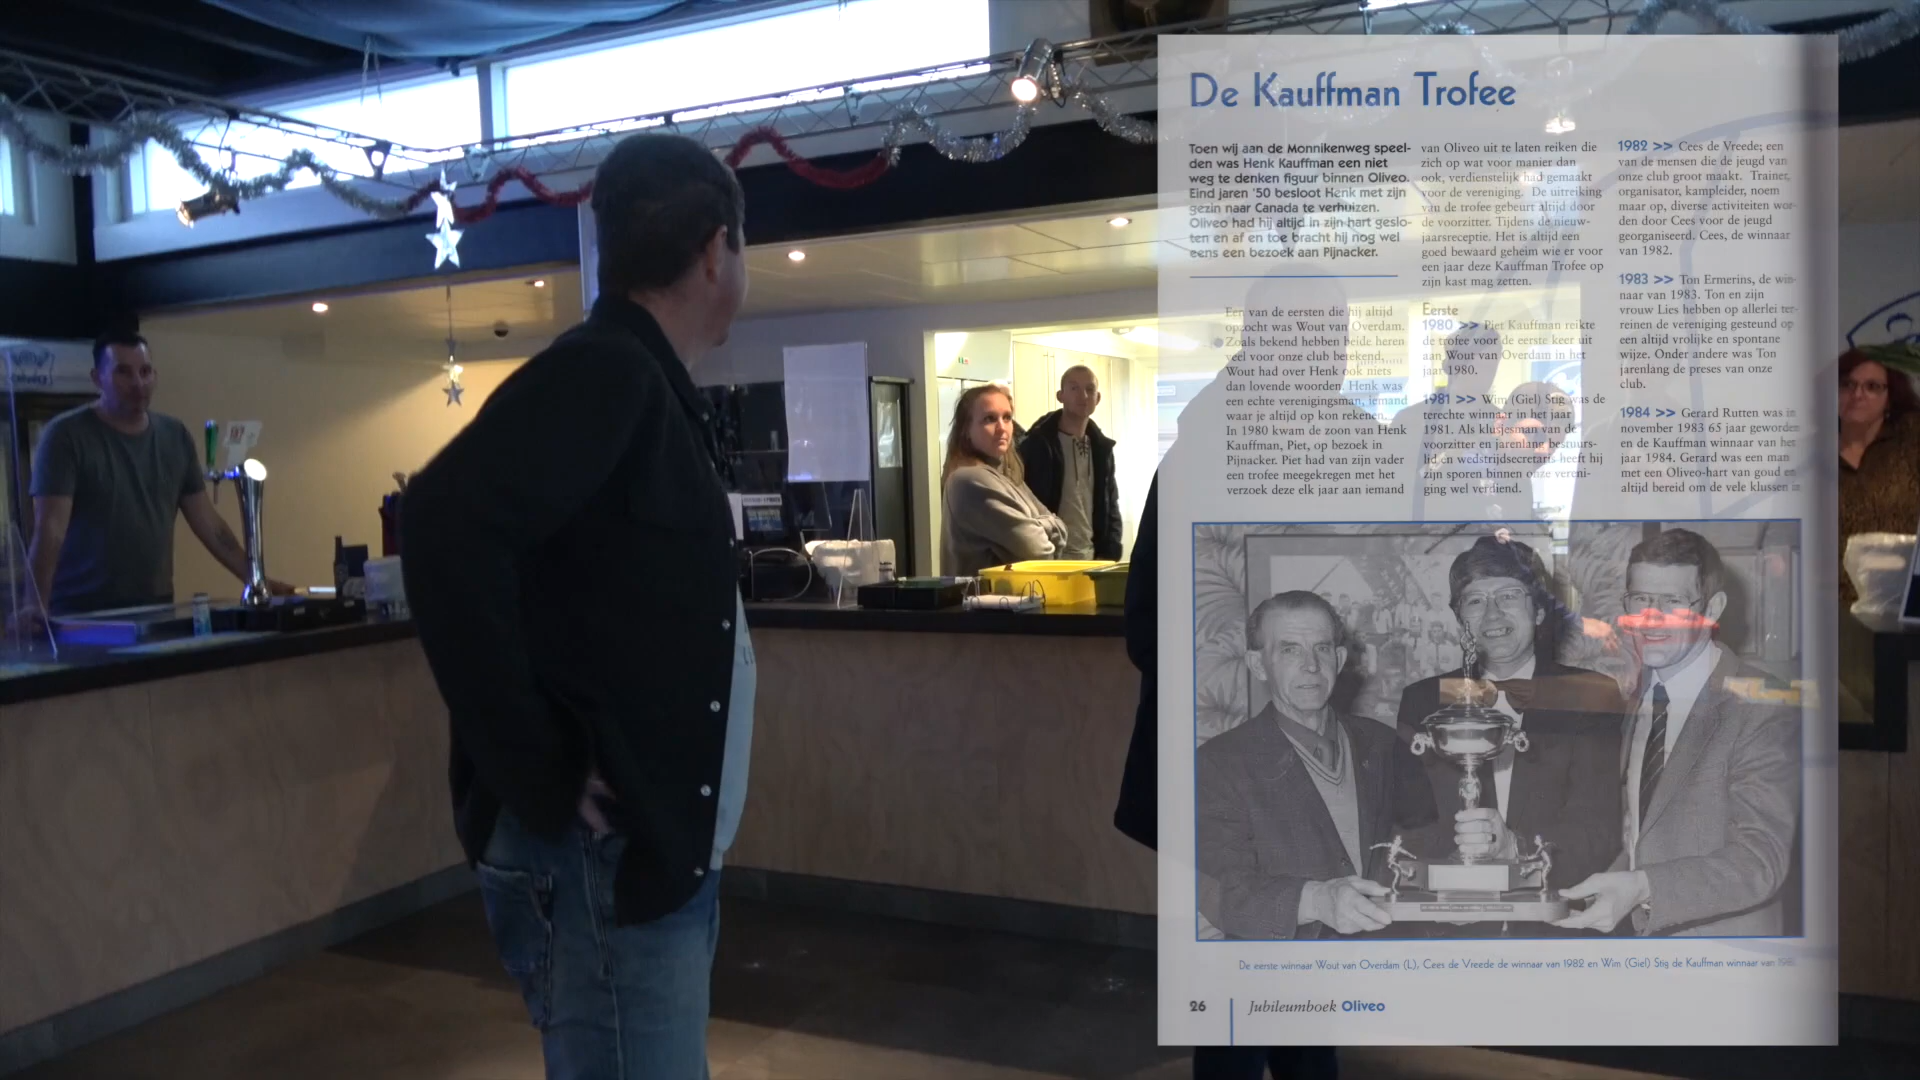 De Kauffman Trofee
Toen wij aan de Monnikenweg speel-
den was Henk Kauffman een niet
weg te denken figuur binnen Oliveo.
Eind jaren '50 besloot Henk met zijn
gezin naar Canada te verhuizen.
Oliveo had hij altijd in zijn hart geslo-
ten en af en toe bracht hij nog wel
eens een bezoek aan Pijnacker.
Een van de eersten die hij altijd
opzocht was Wout van Overdam.
Zoals bekend hebben beide heren
veel voor onze club betekend.
Wout had over Henk ook niets
dan lovende woorden. Henk was
een echte verenigingsman, iemand
waar je altijd op kon rekenen.
In 1980 kwam de zoon van Henk
Kauffman, Piet, op bezoek in
Pijnacker. Piet had van zijn vader
een trofee meegekregen met het
verzoek deze elk jaar aan iemand
van Oliveo uit te laten reiken die
zich op wat voor manier dan
ook, verdienstelijk had gemaakt
voor de vereniging. De uitreiking
van de trofee gebeurt altijd door
de voorzitter. Tijdens de nieuw-
jaarsreceptie. Het is altijd een
goed bewaard geheim wie er voor
een jaar deze Kauffman Trofee op
zijn kast mag zetten.
Eerste
1980 >> Piet Kauffman reikte
de trofee voor de eerste keer uit
aan Wout van Overdam in het
jaar 1980.
1981 >> Wim (Giel) Stig was de
terechte winnaar in het jaar
1981. Als klusjesman van de
voorzitter en jarenlang bestuurs-
lid en wedstrijdsecretaris heeft hij
zijn sporen binnen onze vereni-
ging wel verdiend.
1982 >> Cees de Vreede; een
van de mensen die de jeugd van
onze club groot maakt. Trainer,
organisator, kampleider, noem
maar op, diverse activiteiten wor-
den door Cees voor de jeugd
georganiseerd. Cees, de winnaar
van 1982.
1983 >> Ton Ermerins, de win-
naar van 1983. Ton en zijn
vrouw Lies hebben op allerlei ter-
reinen de vereniging gesteund op
een altijd vrolijke en spontane
wijze. Onder andere was Ton
jarenlang de preses van onze
club.
1984 >> Gerard Rutten was in
november 1983 65 jaar geworden
en de Kauffman winnaar van het
jaar 1984. Gerard was een man
met een Oliveo-hart van goud en
altijd bereid om de vele klussen in
De eerste winnaar Wout van Overdam (L), Cees de Vreede de winnaar van 1982 en Wim (Giel) Stig de Kauffman winnaar van 1981.
26 Jubileumboek Oliveo